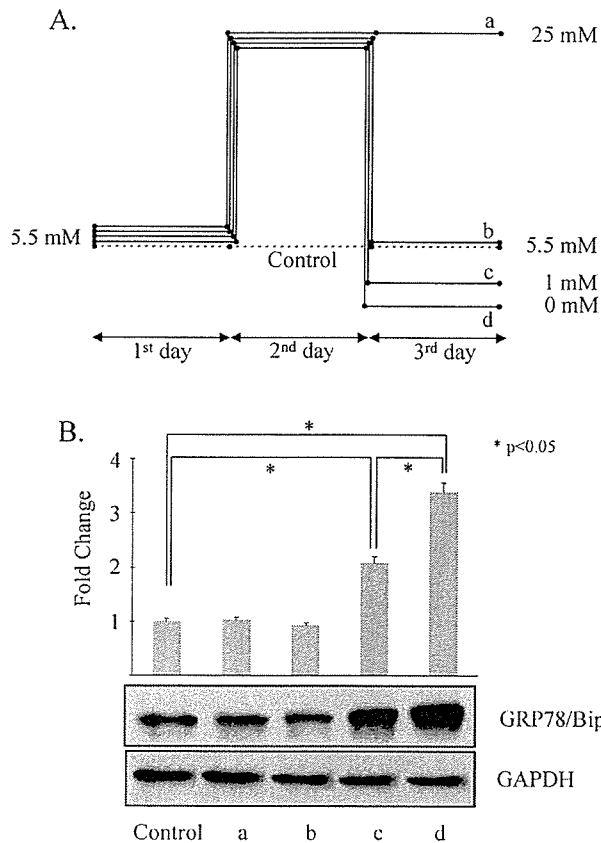 A.
a
25 mM
5.5 mM
b
5.5 mM
Control
c
1 mM
0 mM
d
1st day
2nd day
3rd day
B.
*
* p<0.05
4
*
*
3
Fold Change
2
1
GRP78/Bip
GAPDH
Control a b c d